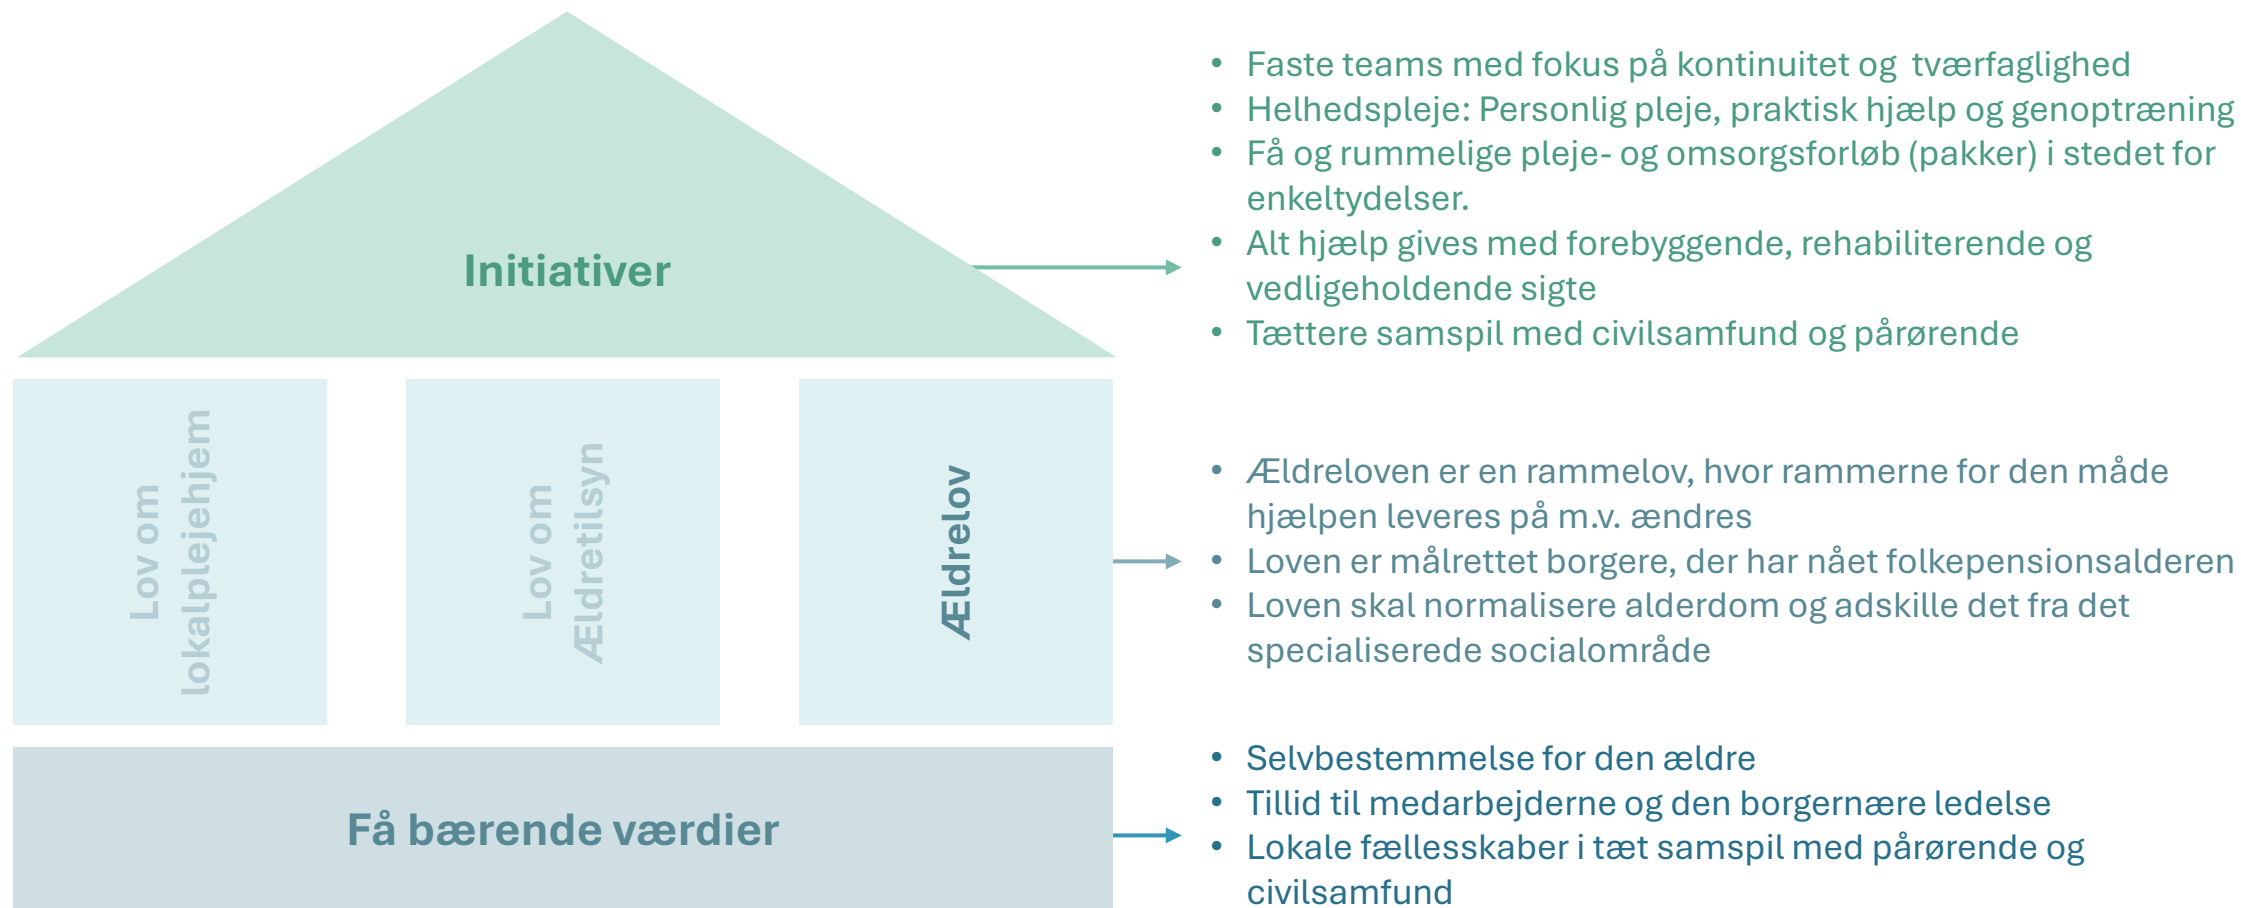 • Faste teams med fokus på kontinuitet og  tværfaglighed
• Helhedspleje: Personlig pleje, praktisk hjælp og genoptræning
• Få og rummelige pleje- og omsorgsforløb (pakker) i stedet for
enkeltydelser.
• Alt hjælp gives med forebyggende, rehabiliterende og
vedligeholdende sigte
• Tættere samspil med civilsamfund og pårørende
Initiativer
Lov om
lokalplejehjem
Lov om
Ældretilsyn
Ældrelov
• Ældreloven er en rammelov, hvor rammerne for den måde
hjælpen leveres på m.v. ændres
• Loven er målrettet borgere, der har nået folkepensionsalderen
• Loven skal normalisere alderdom og adskille det fra det
specialiserede socialområde
Få bærende værdier
• Selvbestemmelse for den ældre
• Tillid til medarbejderne og den borgernære ledelse
• Lokale fællesskaber i tæt samspil med pårørende og
civilsamfund